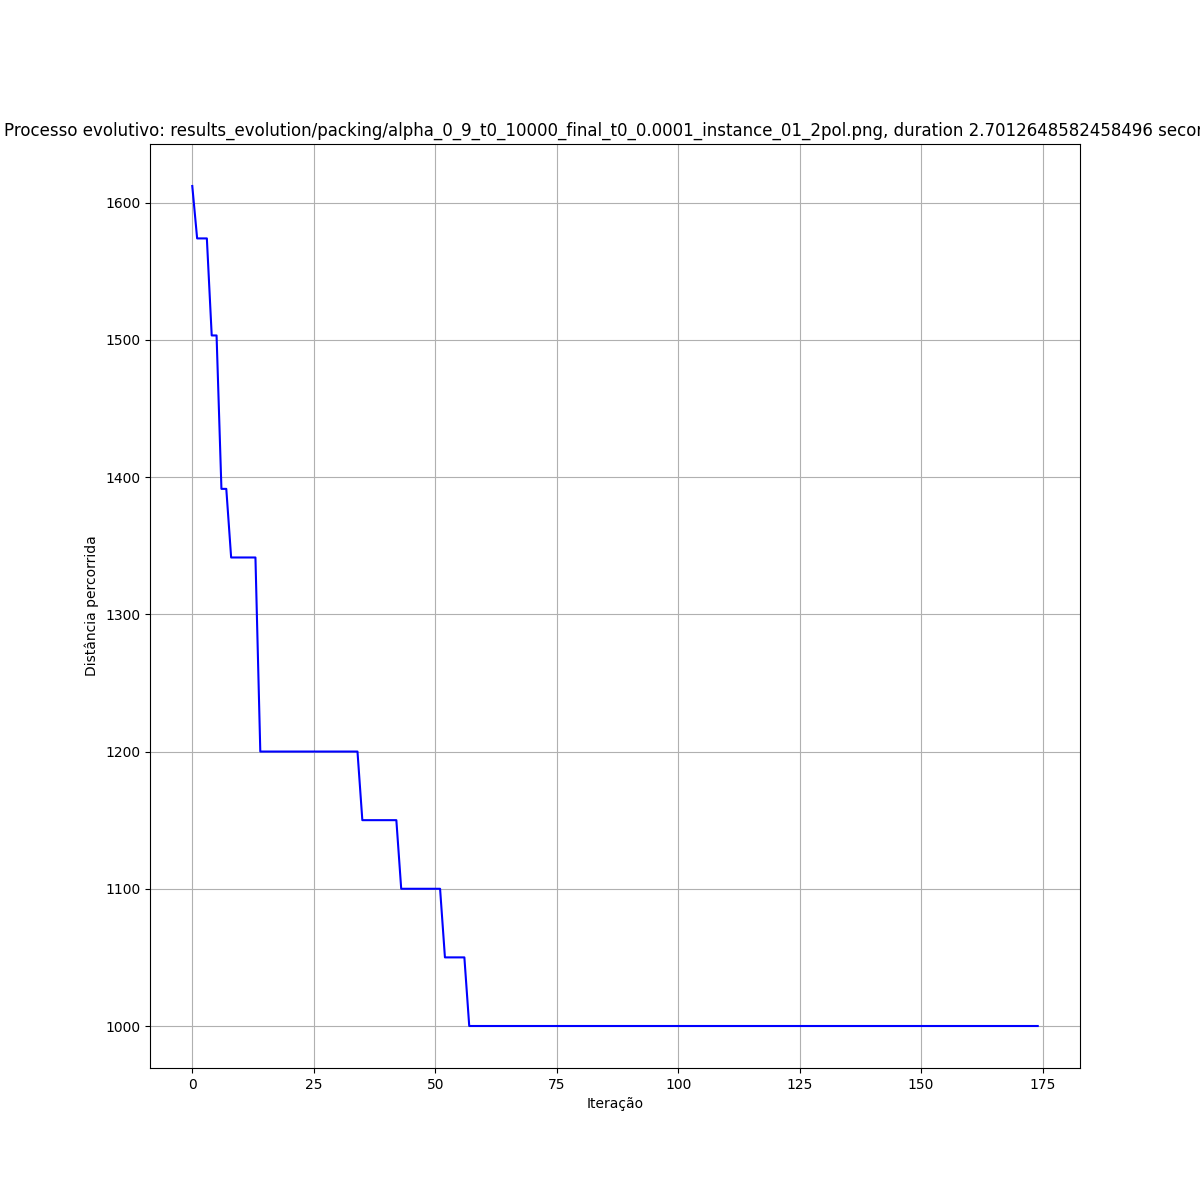 Processo evolutivo: results_evolution/packing/alpha_0_9_t0_10000_final_t0_0.0001_instance_01_2pol.png, duration 2.7012648582458496 secon
1600
1500
1400
1300
1200
1100
1000
Distância percorrida
0 25 50 75 100 125 150 175
Iteração